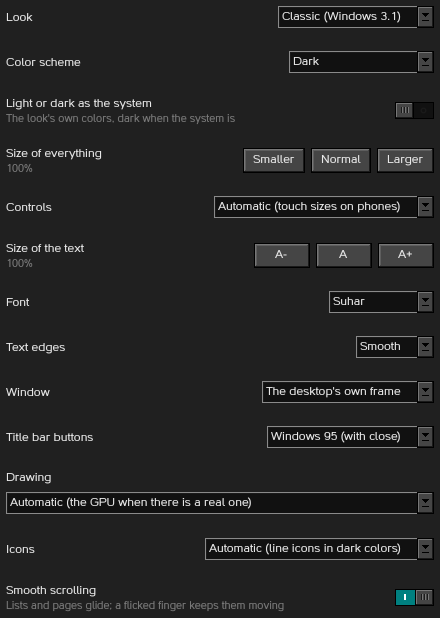 Look
Classic (Windows 3.1)
Color scheme
Dark
Light or dark as the system
The look's own colors, dark when the system is
Size of everything
100%
Smaller
Normal
Larger
Controls
Automatic (touch sizes on phones)
Size of the text
100%
A-
A
A+
Font
Suhar
Text edges
Smooth
Window
The desktop's own frame
Title bar buttons
Windows 95 (with close)
Drawing
Automatic (the GPU when there is a real one)
Icons
Automatic (line icons in dark colors)
Smooth scrolling
Lists and pages glide; a flicked finger keeps them moving